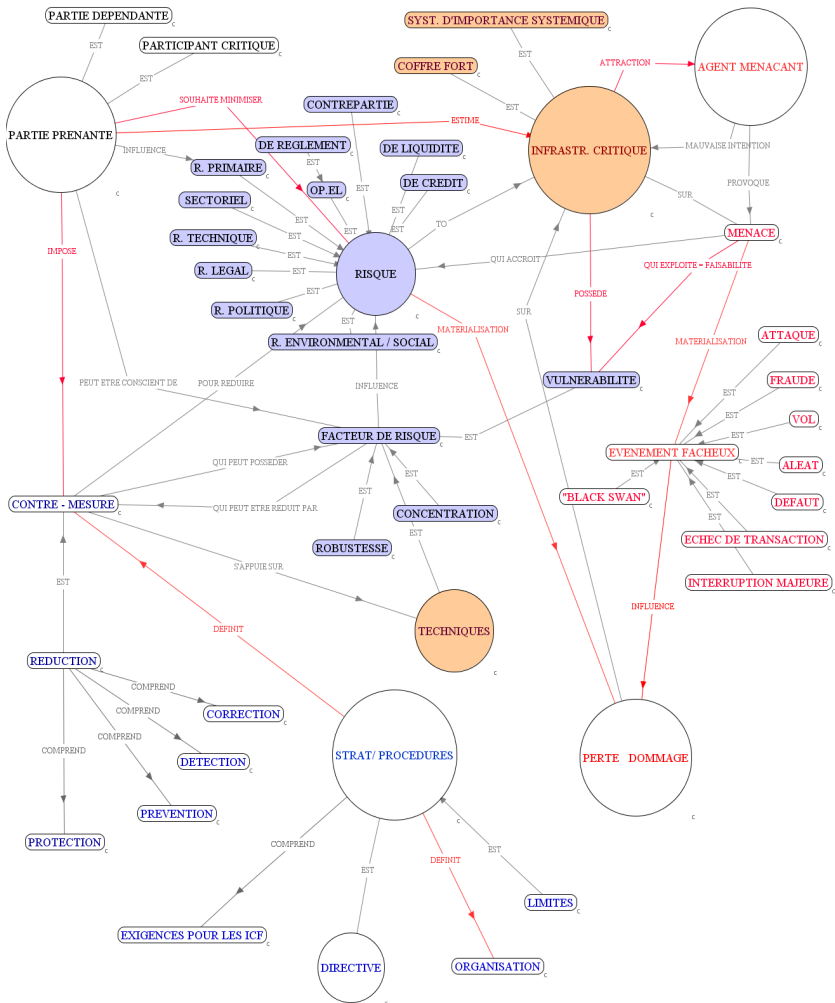 PARTIE DEPENDANTE
EST
PARTICIPANT CRITIQUE
EST
SYST. D'IMPORTANCE SYSTEMIQUE
EST
COFFRE FORT
EST
ATTRACTION
AGENT MENACANT
SOUHAITE MINIMISER
CONTREPARTIE
ESTIME
PARTIE PRENANTE
INFLUENCE
DE REGLEMENT
EST
DE LIQUIDITE
INFRASTR. CRITIQUE
MAUVAISE INTENTION
R. PRIMAIRE
OP.EL
DE CREDIT
EST
PROVOQUE
SUR
SECTORIEL
EST
EST
EST
EST
EST
TO
MENACE
R. TECHNIQUE
EST
EST
IMPOSE
R. LEGAL
EST
RISQUE
QUI ACCROIT
QUI EXPLOITE = FAISABILITE
EST
POSSEDE
R. POLITIQUE
EST
SUR
MATERIALISATION
R. ENVIRONMENTAL / SOCIAL
MATERIALISATION
ATTAQUE
PEUT ETRE CONSCIENT DE
POUR REDUIRE
INFLUENCE
VULNERABILITE
FRAUDE
EST
EST
VOL
FACTEUR DE RISQUE
EST
EST
EVENEMENT FACHEUX
EST
ALEAT
QUI PEUT POSSEDER
EST
EST
EST
DEFAUT
EST
"BLACK SWAN"
EST
CONTRE - MESURE
QUI PEUT ETRE REDUIT PAR
CONCENTRATION
EST
EST
ECHEC DE TRANSACTION
ROBUSTESSE
S'APPUIE SUR
EST
INTERRUPTION MAJEURE
INFLUENCE
DEFINIT
TECHNIQUES
REDUCTION
COMPREND
COMPREND
CORRECTION
COMPREND
COMPREND
DETECTION
STRAT/ PROCEDURES
PERTE DOMMAGE
PREVENTION
PROTECTION
COMPREND
EST
DEFINIT
EST
LIMITES
EXIGENCES POUR LES ICF
DIRECTIVE
ORGANISATION